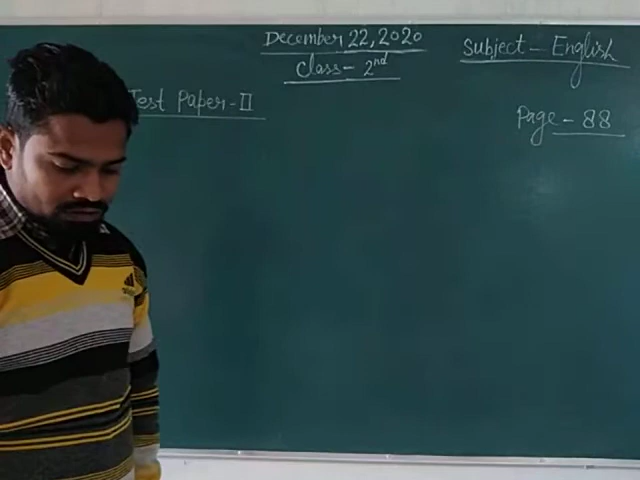 December 22, 2020
Class - 2nd
Subject - English
Test Paper - II
Page - 88